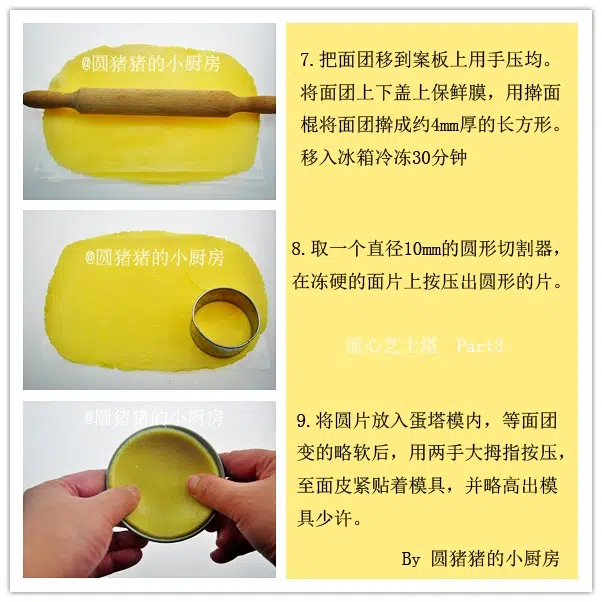 @圆猪猪的小厨房
7.把面团移到案板上用手压均。
将面团上下盖上保鲜膜，用擀面
棍将面团擀成约4mm厚的长方形。
移入冰箱冷冻30分钟
@圆猪猪的小厨房
8.取一个直径10mm的圆形切割器，
在冻硬的面片上按压出圆形的片。
流心芝士塔 Part3
@圆猪猪的小厨房
9.将圆片放入蛋塔模内，等面团
变的略软后，用两手大拇指按压，
至面皮紧贴着模具，并略高出模
具少许。
By 圆猪猪的小厨房